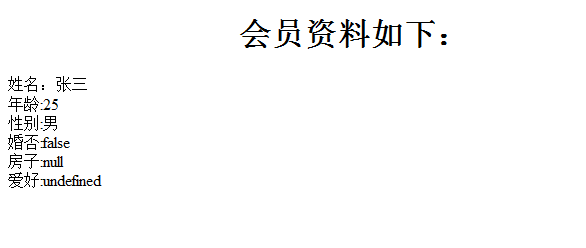 会员资料如下：
姓名：张三
年龄:25
性别:男
婚否:false
房子:null
爱好:undefined